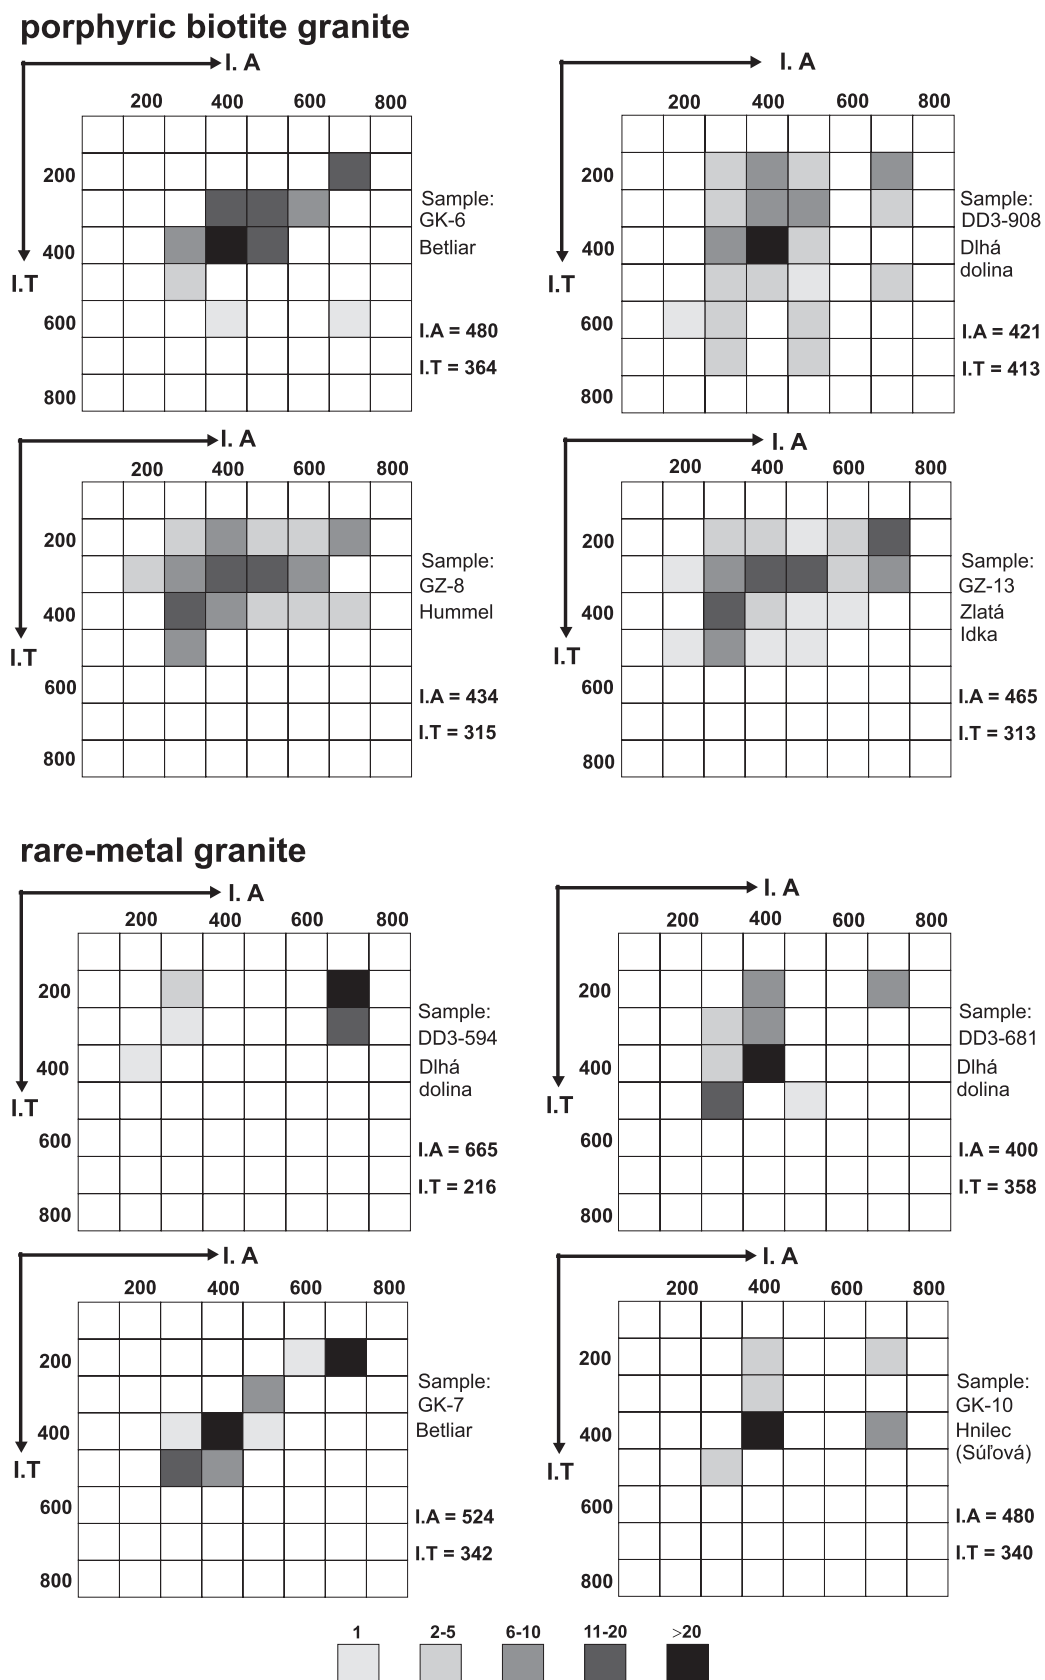 porphyric biotite granite
I. A
200 400 600 800
200
400
600
800
I.T
Sample:
GK-6
Betliar
I.A = 480
I.T = 364
I. A
200 400 600 800
200
400
600
800
I.T
Sample:
DD3-908
Dlhá
dolina
I.A = 421
I.T = 413
I. A
200 400 600 800
200
400
600
800
I.T
Sample:
GZ-8
Hummel
I.A = 434
I.T = 315
I. A
200 400 600 800
200
400
600
800
I.T
Sample:
GZ-13
Zlatá
Idka
I.A = 465
I.T = 313
rare-metal granite
I. A
200 400 600 800
200
400
600
800
I.T
Sample:
DD3-594
Dlhá
dolina
I.A = 665
I.T = 216
I. A
200 400 600 800
200
400
600
800
I.T
Sample:
DD3-681
Dlhá
dolina
I.A = 400
I.T = 358
I. A
200 400 600 800
200
400
600
800
I.T
Sample:
GK-7
Betliar
I.A = 524
I.T = 342
I. A
200 400 600 800
200
400
600
800
I.T
Sample:
GK-10
Hnilec
(Súľová)
I.A = 480
I.T = 340
1 2-5 6-10 11-20 >20